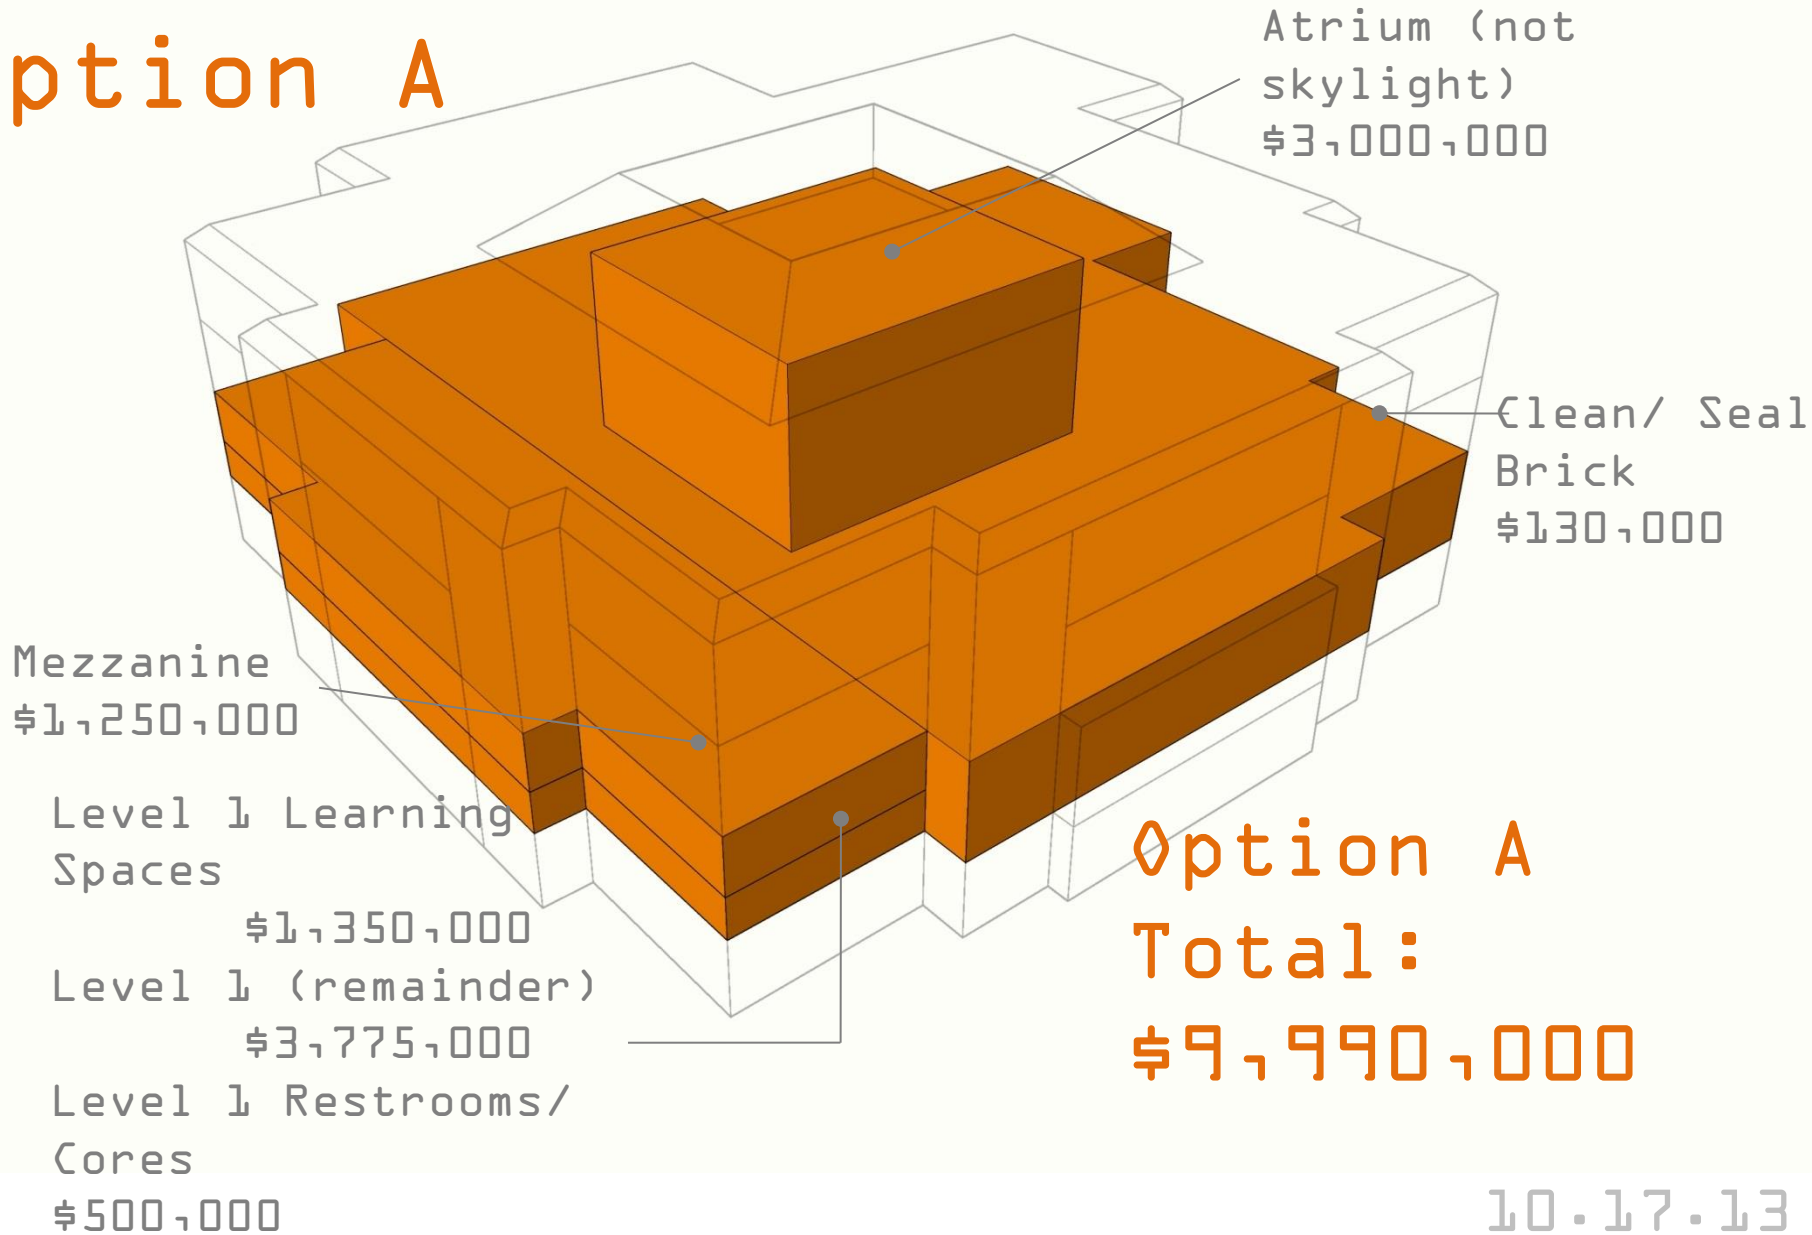 ption A
Atrium (not
skylight)
$3,000,000
Clean/ Seal
Brick
$130,000
Mezzanine
$1,250,000
Level 1 Learning
Spaces
$1,350,000
Level 1 (remainder)
$3,775,000
Level 1 Restrooms/
Cores
$500,000
Option A
Total:
$9,990,000
10.17.13